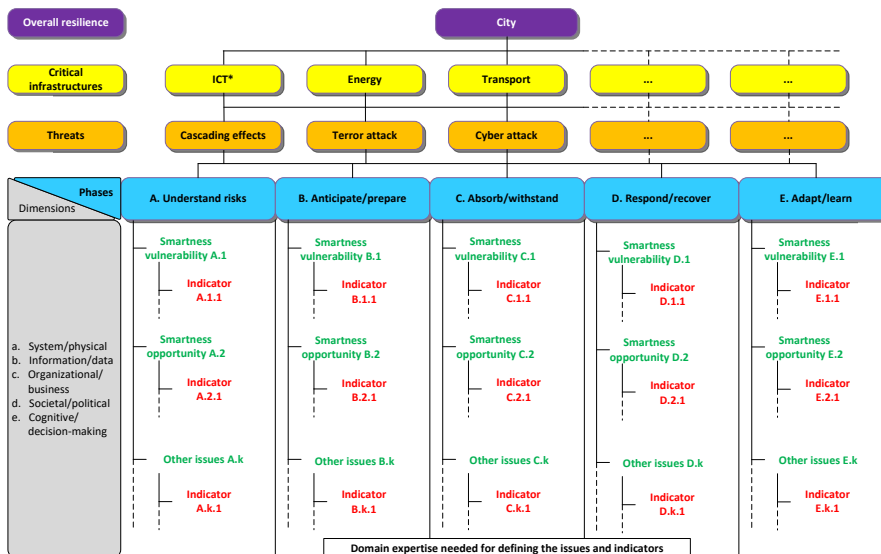 Overall resilience
City
Critical
infrastructures
ICT*
Energy
Transport
...
...
Threats
Cascading effects
Terror attack
Cyber attack
...
...
Phases
Dimensions
A. Understand risks
B. Anticipate/prepare
C. Absorb/withstand
D. Respond/recover
E. Adapt/learn
a. System/physical
b. Information/data
c. Organizational/
business
d. Societal/political
e. Cognitive/
decision-making
Smartness
vulnerability A.1
Indicator
A.1.1
Smartness
opportunity A.2
Indicator
A.2.1
Other issues A.k
Indicator
A.k.1
Smartness
vulnerability B.1
Indicator
B.1.1
Smartness
opportunity B.2
Indicator
B.2.1
Other issues B.k
Indicator
B.k.1
Smartness
vulnerability C.1
Indicator
C.1.1
Smartness
opportunity C.2
Indicator
C.2.1
Other issues C.k
Indicator
C.k.1
Smartness
vulnerability D.1
Indicator
D.1.1
Smartness
opportunity D.2
Indicator
D.2.1
Other issues D.k
Indicator
D.k.1
Smartness
vulnerability E.1
Indicator
E.1.1
Smartness
opportunity E.2
Indicator
E.2.1
Other issues E.k
Indicator
E.k.1
Domain expertise needed for defining the issues and indicators